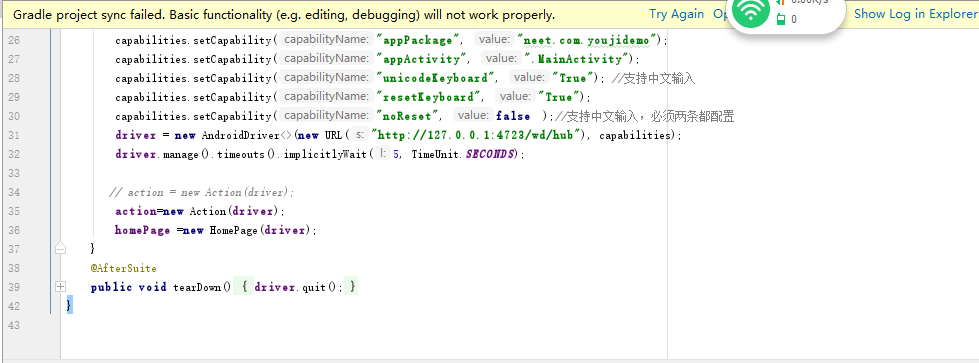 Gradle project sync failed. Basic functionality (e.g. editing, debugging) will not work properly. Try Again Show Log in Explorer
0
26 capabilities.setCapability( capabilityName: "appPackage", value: "neet.com.youjidemo");
27 capabilities.setCapability( capabilityName: "appActivity", value: ".MainActivity");
28 capabilities.setCapability( capabilityName: "unicodeKeyboard", value: "True"); //支持中文输入
29 capabilities.setCapability( capabilityName: "resetKeyboard", value: "True");
30 capabilities.setCapability( capabilityName: "noReset", value: false );//支持中文输入，必须两条都配置
31 driver = new AndroidDriver<>(new URL( s: "http://127.0.0.1:4723/wd/hub"), capabilities);
32 driver.manage().timeouts().implicitlyWait( l: 5, TimeUnit.SECONDS);
33
34 // action = new Action(driver);
35 action=new Action(driver);
36 homePage =new HomePage(driver);
37 }
38 @AfterSuite
39 public void tearDown() { driver.quit(); }
42 }
43